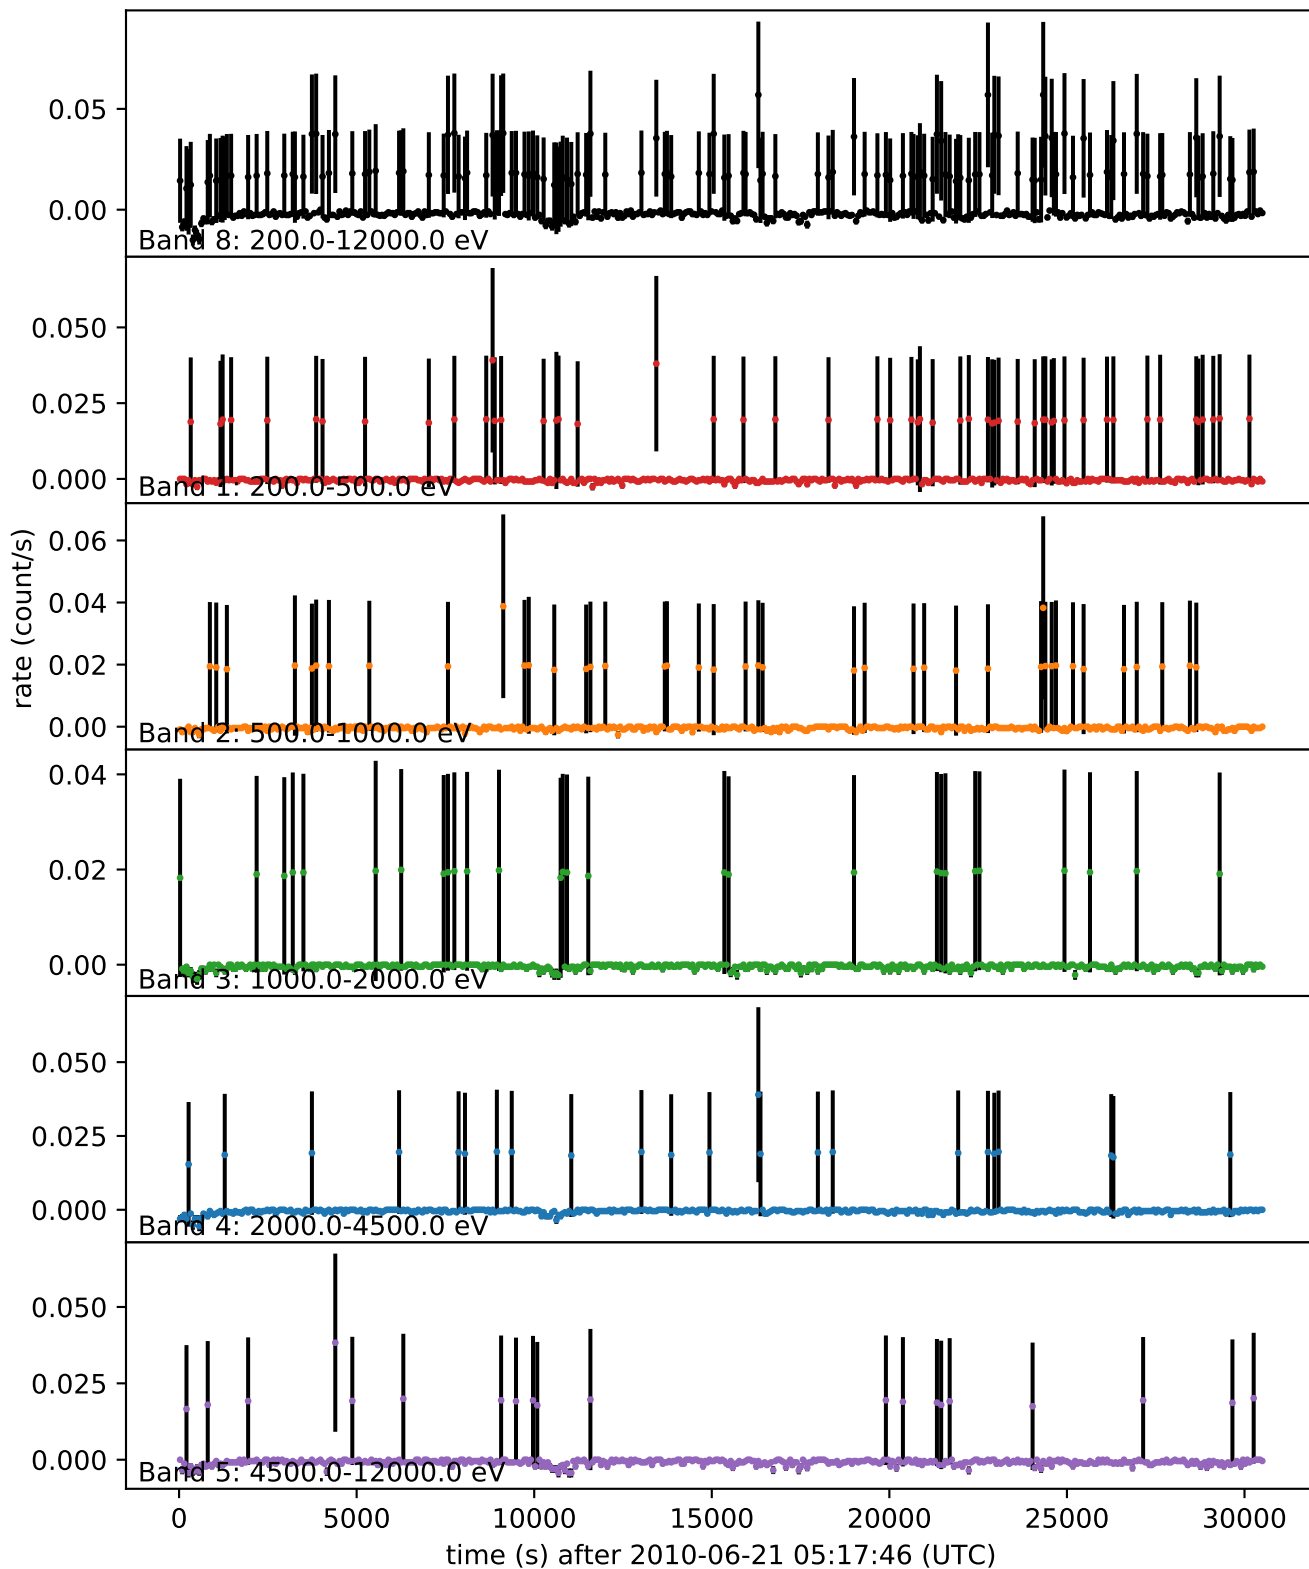 0.05
0.00
Band 8: 200.0-12000.0 eV
0.050
0.025
0.000
Band 1: 200.0-500.0 eV
rate (count/s)
0.06
0.04
0.02
0.00
Band 2: 500.0-1000.0 eV
0.04
0.02
0.00
Band 3: 1000.0-2000.0 eV
0.050
0.025
0.000
Band 4: 2000.0-4500.0 eV
0.050
0.025
0.000
Band 5: 4500.0-12000.0 eV
0 5000 10000 15000 20000 25000 30000
time (s) after 2010-06-21 05:17:46 (UTC)